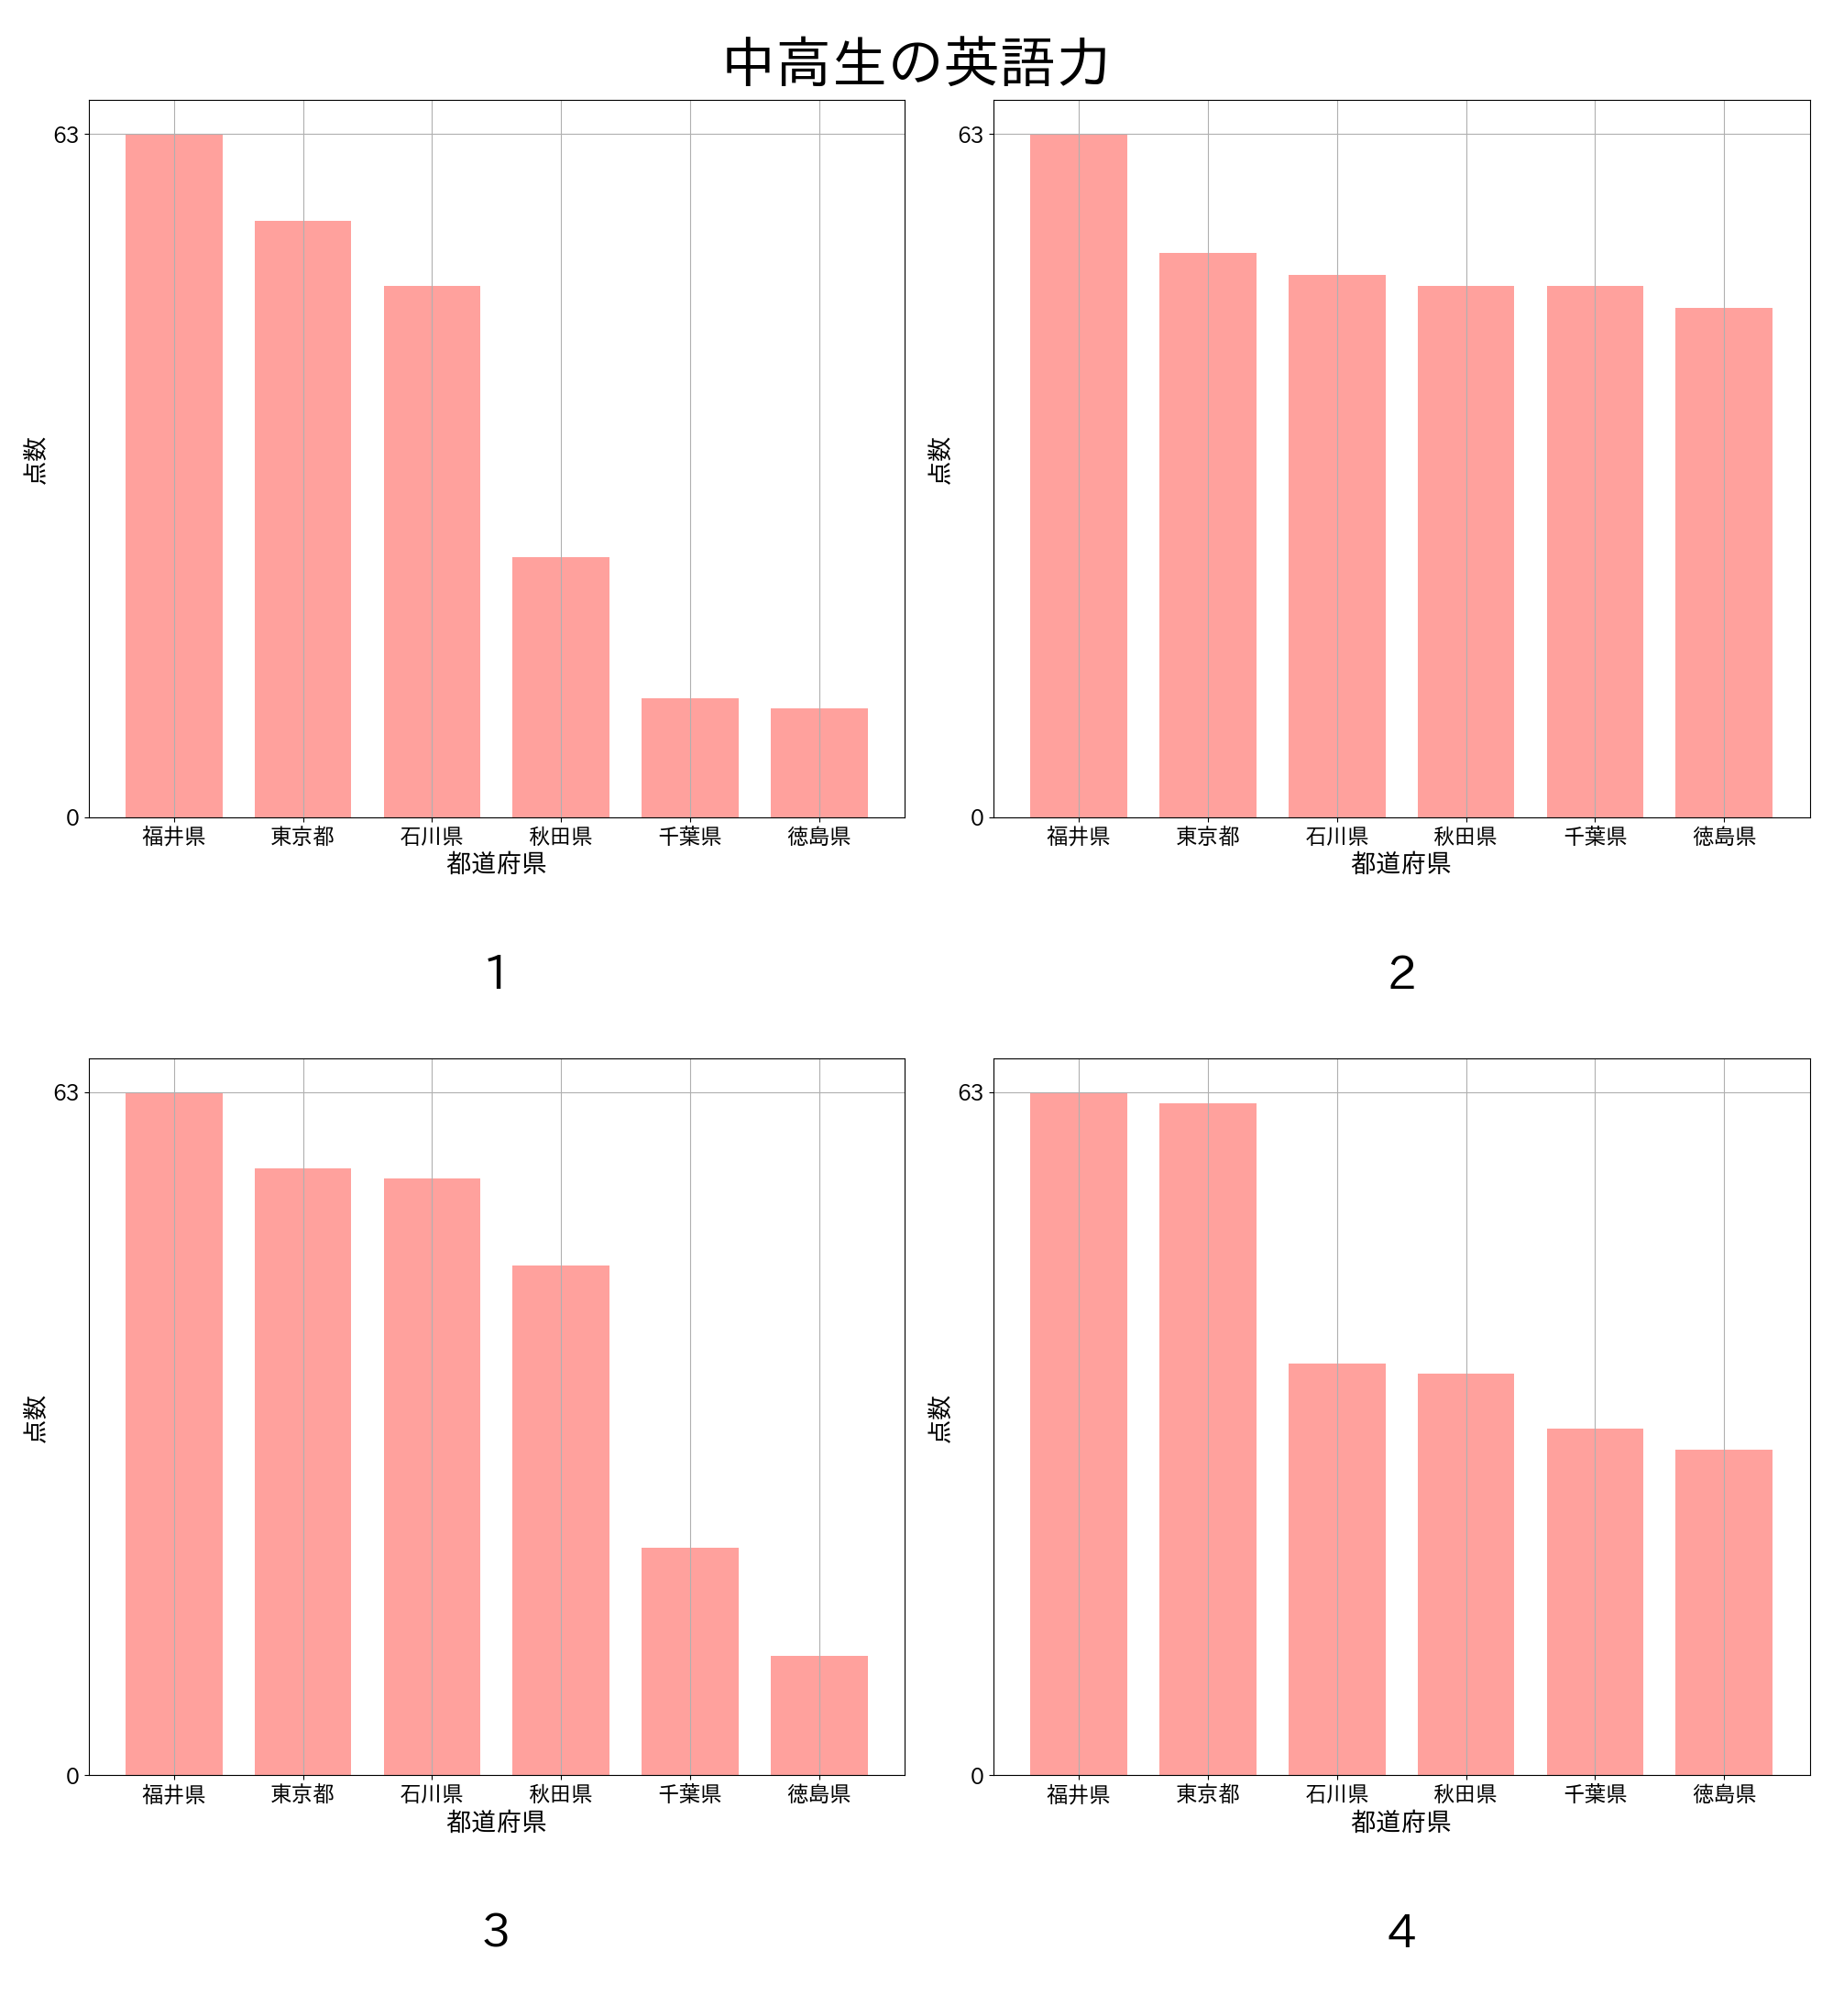 中高生の英語力
63
0
点数
福井県 東京都 石川県 秋田県 千葉県 徳島県
都道府県
1
63
0
点数
福井県 東京都 石川県 秋田県 千葉県 徳島県
都道府県
2
63
0
点数
福井県 東京都 石川県 秋田県 千葉県 徳島県
都道府県
3
63
0
点数
福井県 東京都 石川県 秋田県 千葉県 徳島県
都道府県
4